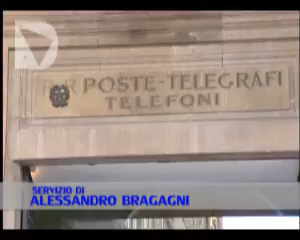 POSTE-TELEGRAFI
TELEFONI
SERVIZIO DI
ALESSANDRO BRAGAGNI